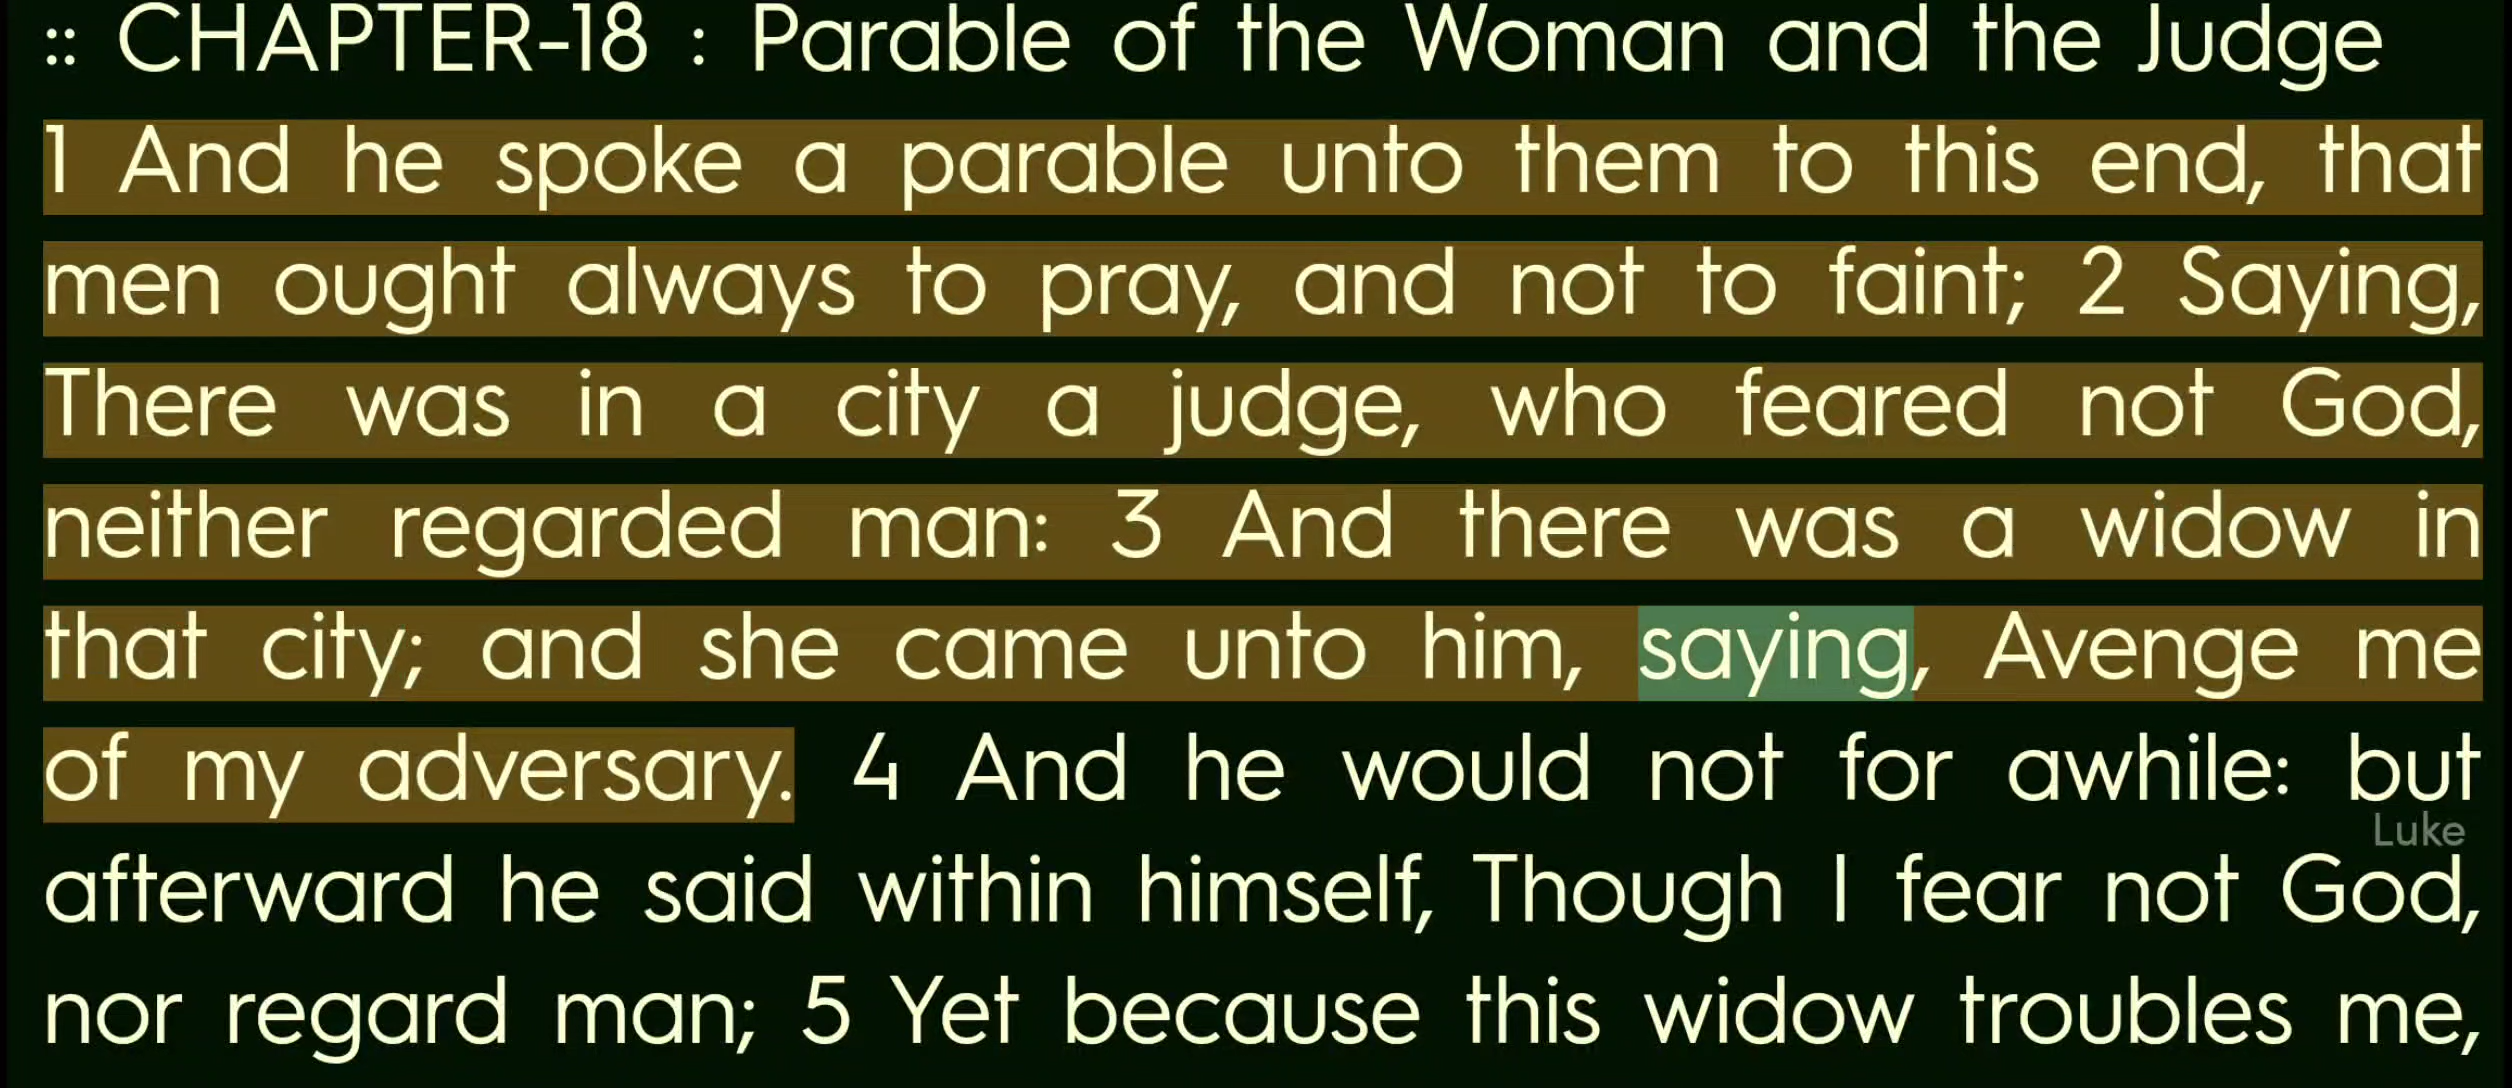 :: CHAPTER-18 : Parable of the Woman and the Judge
1 And he spoke a parable unto them to this end, that
men ought always to pray, and not to faint; 2 Saying,
There was in a city a judge, who feared not God,
neither regarded man: 3 And there was a widow in
that city; and she came unto him, saying, Avenge me
of my adversary. 4 And he would not for awhile: but
Luke
afterward he said within himself, Though I fear not God,
nor regard man; 5 Yet because this widow troubles me,